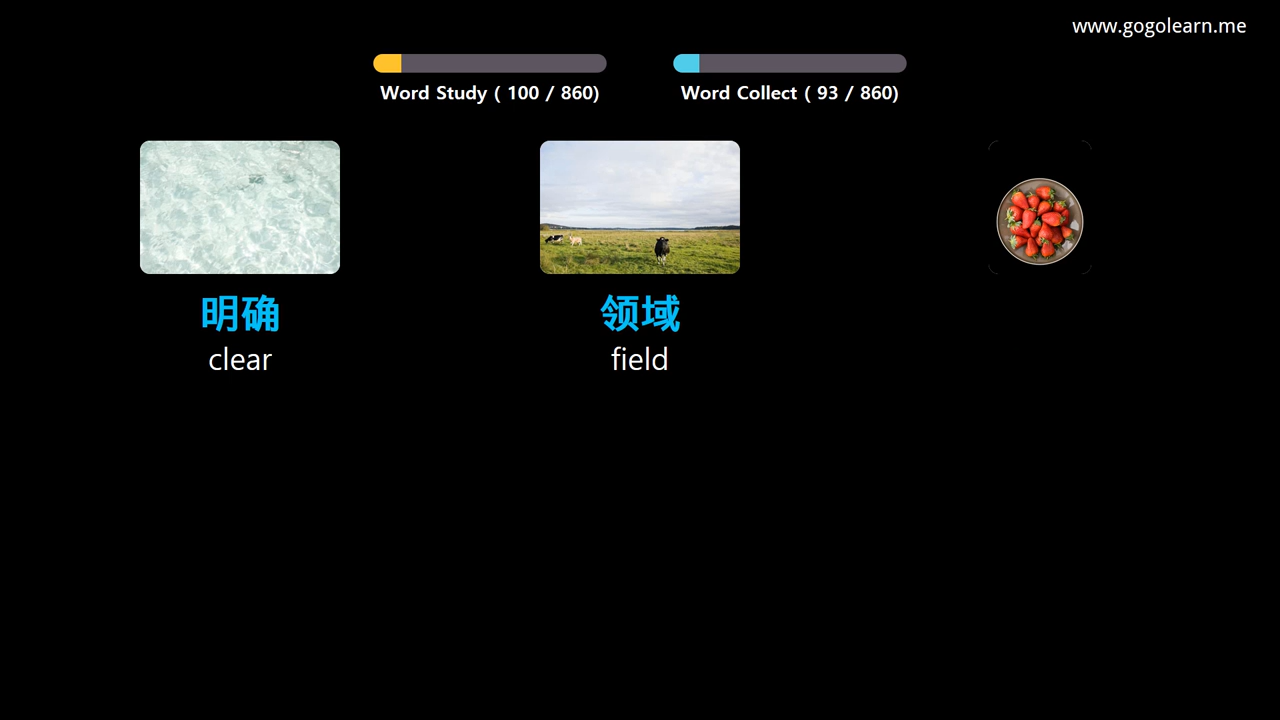 www.gogolearn.me
Word Study ( 100 / 860)
Word Collect ( 93 / 860)
明确
clear
领域
field